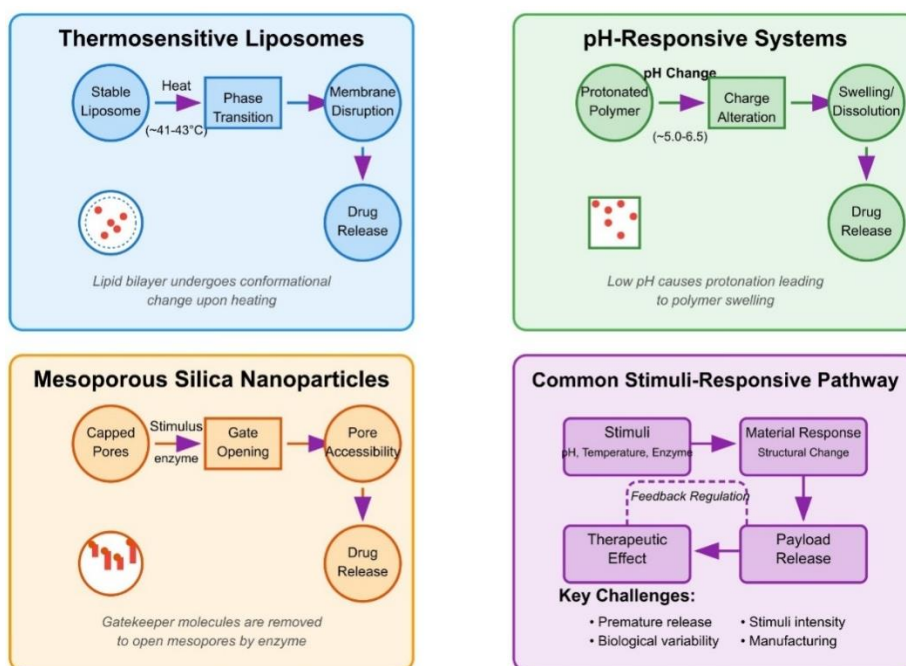 Thermosensitive Liposomes
Stable
Liposome
Heat
(~41-43°C)
Phase
Transition
Membrane
Disruption
Drug
Release
Lipid bilayer undergoes conformational
change upon heating
pH-Responsive Systems
Protonated
Polymer
pH Change
(~5.0-6.5)
Charge
Alteration
Swelling/
Dissolution
Drug
Release
Low pH causes protonation leading
to polymer swelling
Mesoporous Silica Nanoparticles
Capped
Pores
Stimulus
enzyme
Gate
Opening
Pore
Accessibility
Drug
Release
Gatekeeper molecules are removed
to open mesopores by enzyme
Common Stimuli-Responsive Pathway
Stimuli
pH, Temperature, Enzyme
Material Response
Structural Change
Feedback Regulation
Therapeutic
Effect
Payload
Release
Key Challenges:
• Premature release
• Stimuli intensity
• Biological variability
• Manufacturing